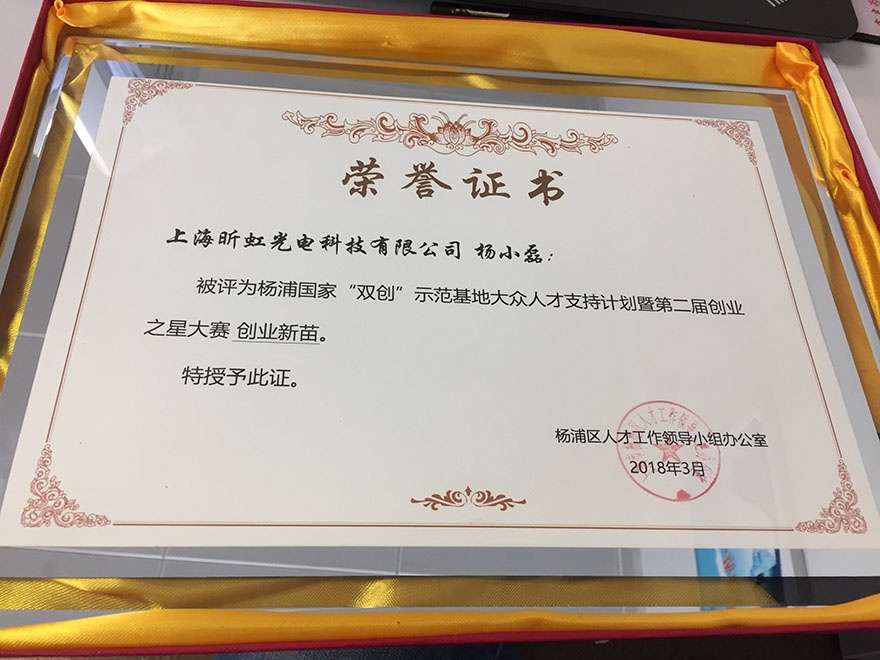 荣誉证书
上海昕虹光电科技有限公司 杨小磊：
被评为杨浦国家“双创”示范基地大众人才支持计划暨第二届创业
之星大赛 创业新苗。
特授予此证。
杨浦区人才工作领导小组办公室
2018年3月